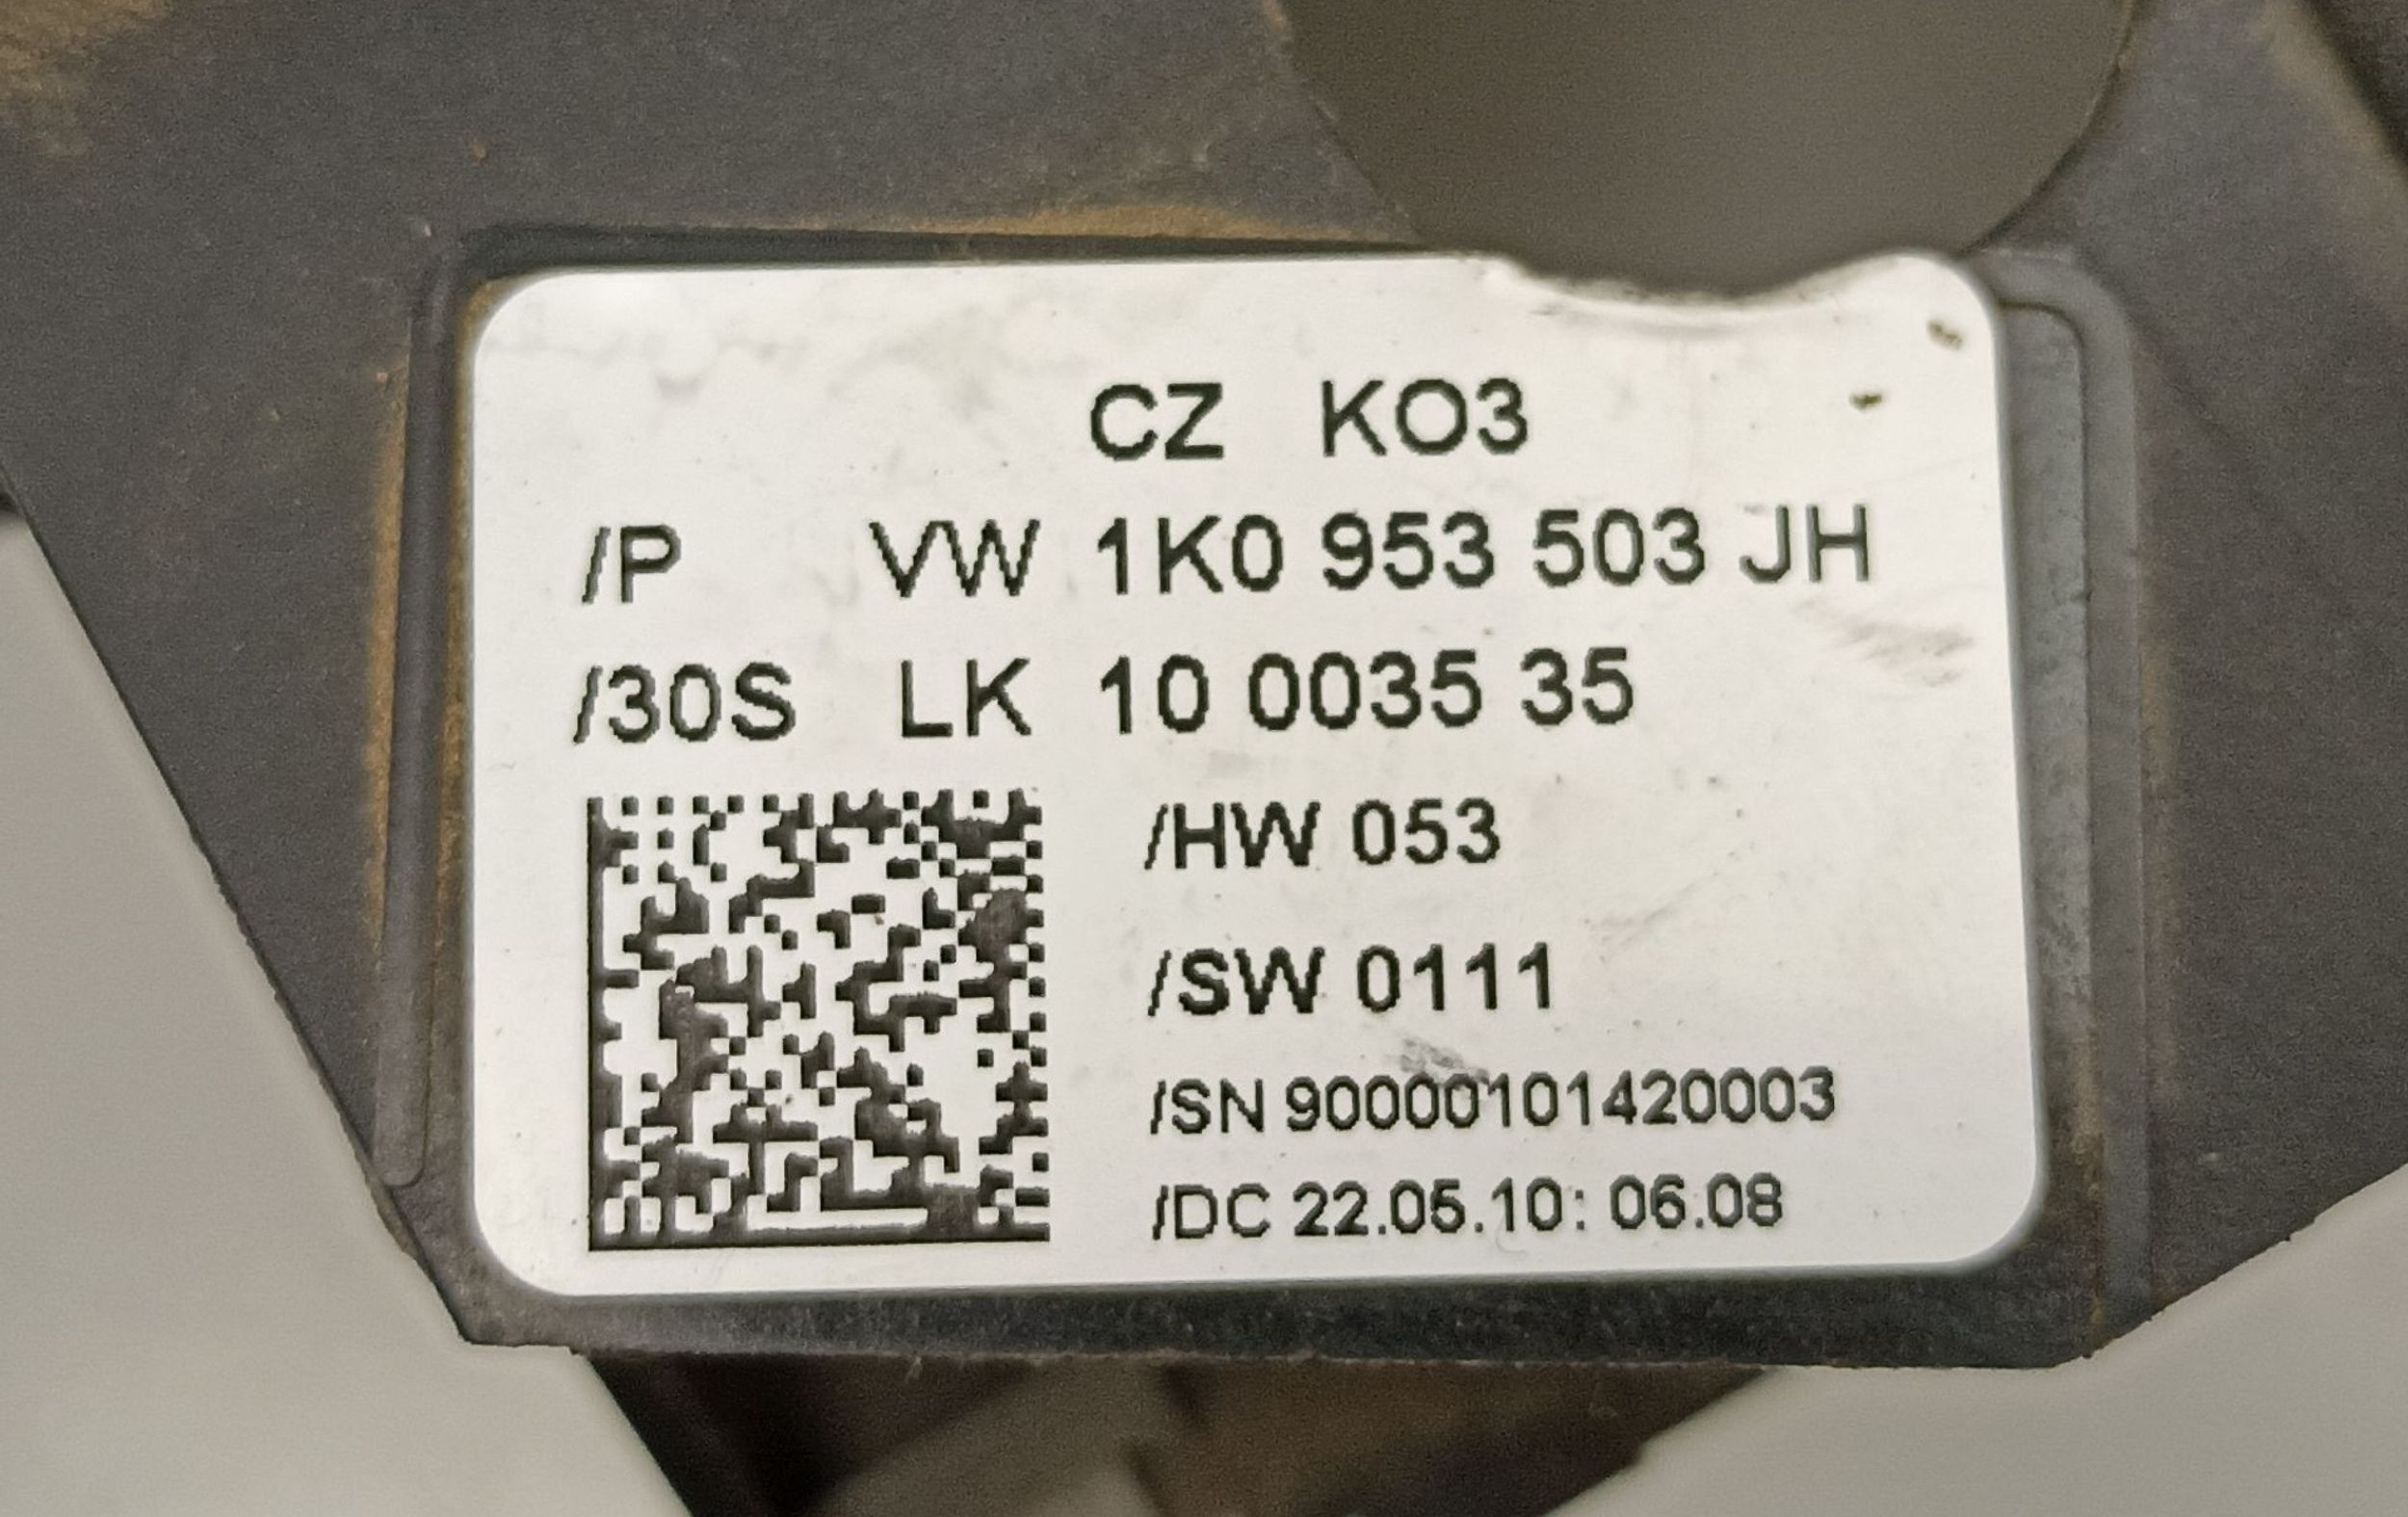 CZ KO3
/P VW 1K0 953 503 JH
/30S LK 10 0035 35
/HW 053
/SW 0111
/SN 90000101420003
/DC 22.05.10: 06.08